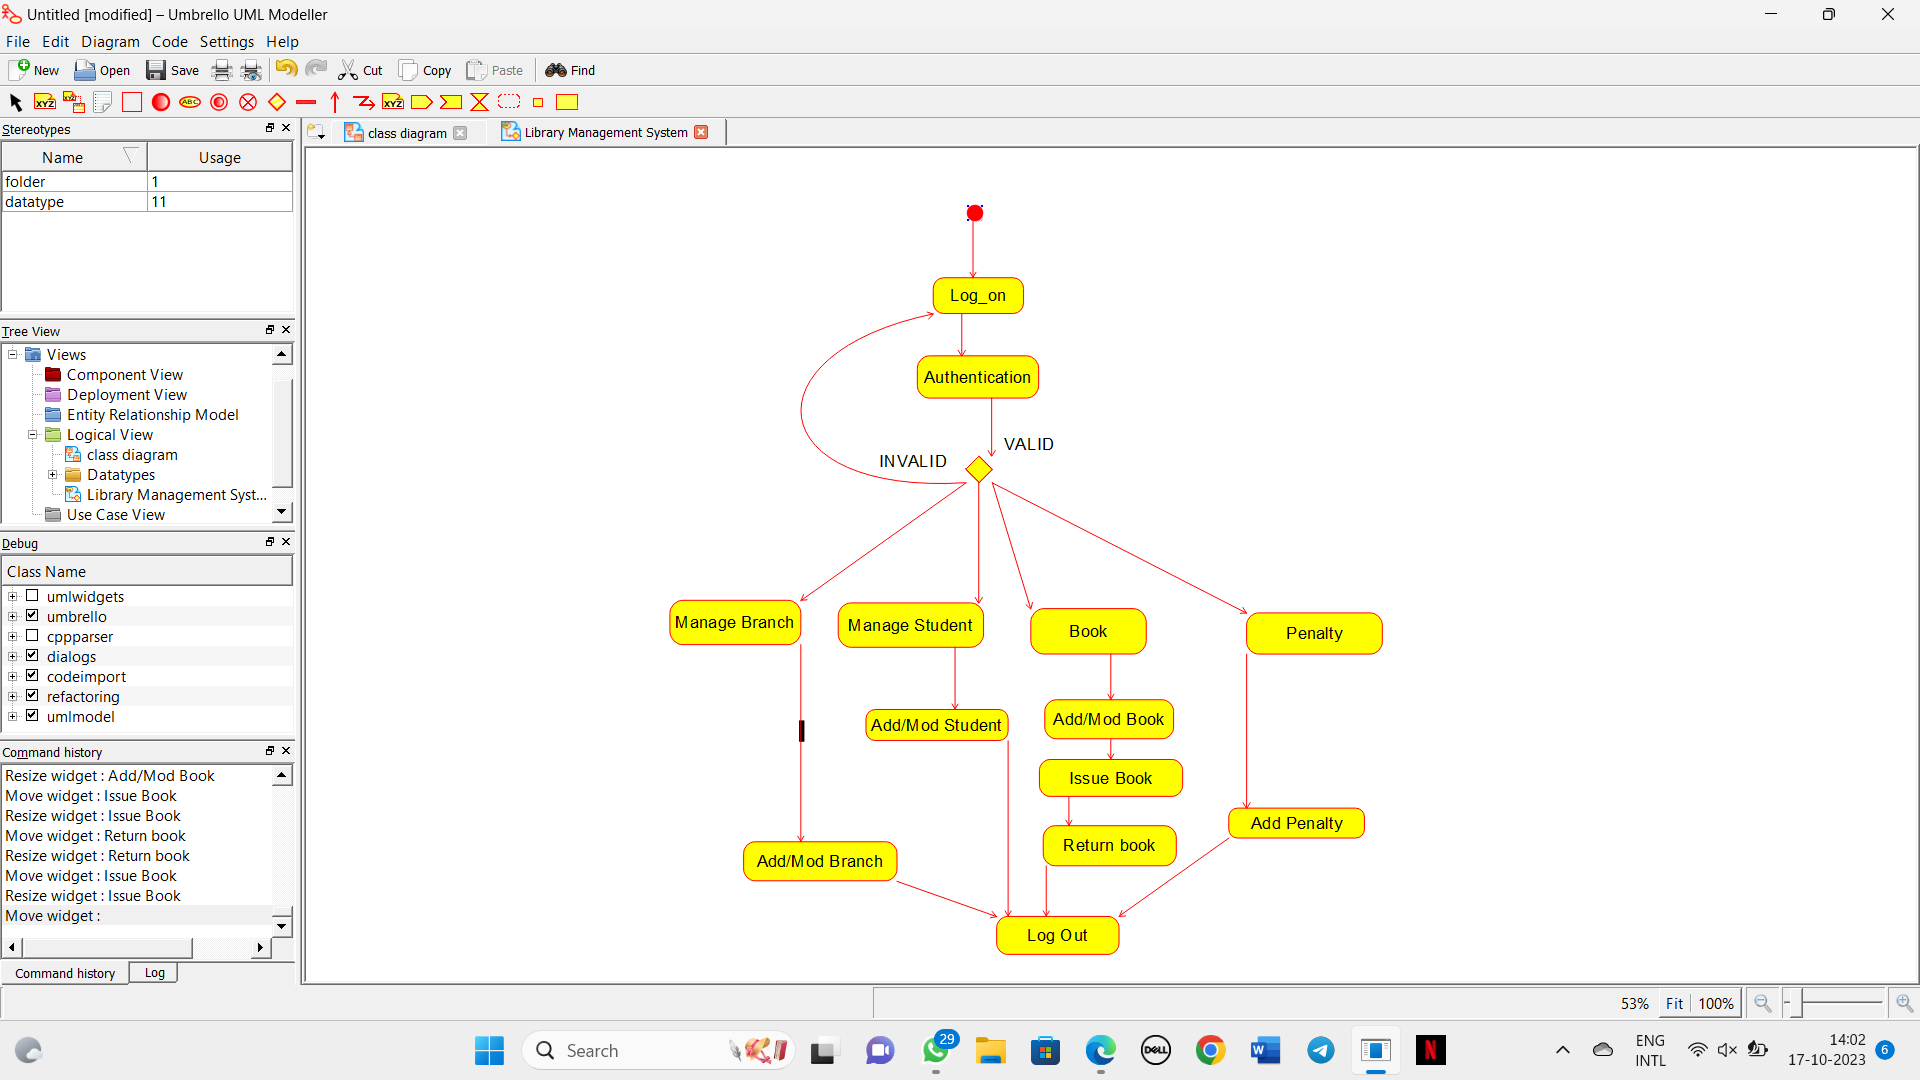 Untitled [modified] – Umbrello UML Modeller
File Edit Diagram Code Settings Help
New Open Save Cut Copy Paste Find
XYZ XYZ ABC XYZ
Stereotypes
class diagram Library Management System
Name Usage
folder 1
datatype 11
Tree View
Views
Component View
Deployment View
Entity Relationship Model
Logical View
class diagram
Datatypes
Library Management Syst...
Use Case View
Debug
Class Name
umlwidgets
umbrello
cppparser
dialogs
codeimport
refactoring
umlmodel
Command history
Resize widget : Add/Mod Book
Move widget : Issue Book
Resize widget : Issue Book
Move widget : Return book
Resize widget : Return book
Move widget : Issue Book
Resize widget : Issue Book
Move widget :
Command history Log
Log_on
Authentication
VALID
INVALID
Manage Branch
Manage Student
Book
Penalty
Add/Mod Student
Add/Mod Book
Issue Book
Add Penalty
Return book
Add/Mod Branch
Log Out
53% Fit 100%
Search
29
DELL
W
N
ENG
INTL
14:02
17-10-2023
6